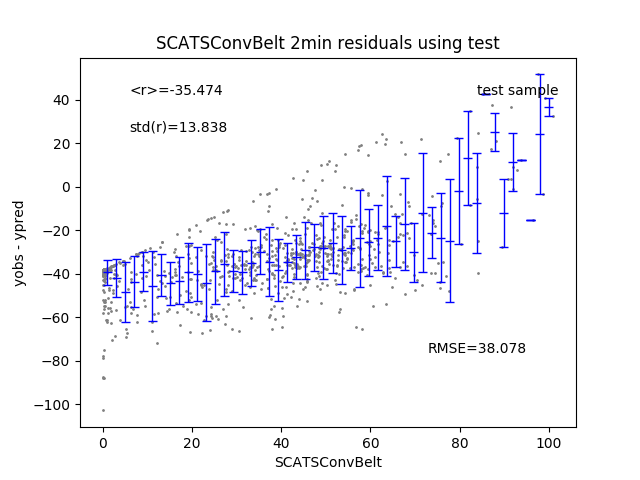 SCATSConvBelt 2min residuals using test
<r>=-35.474
test sample
std(r)=13.838
RMSE=38.078
yobs - ypred
40
20
0
−20
−40
−60
−80
−100
0 20 40 60 80 100
SCATSConvBelt